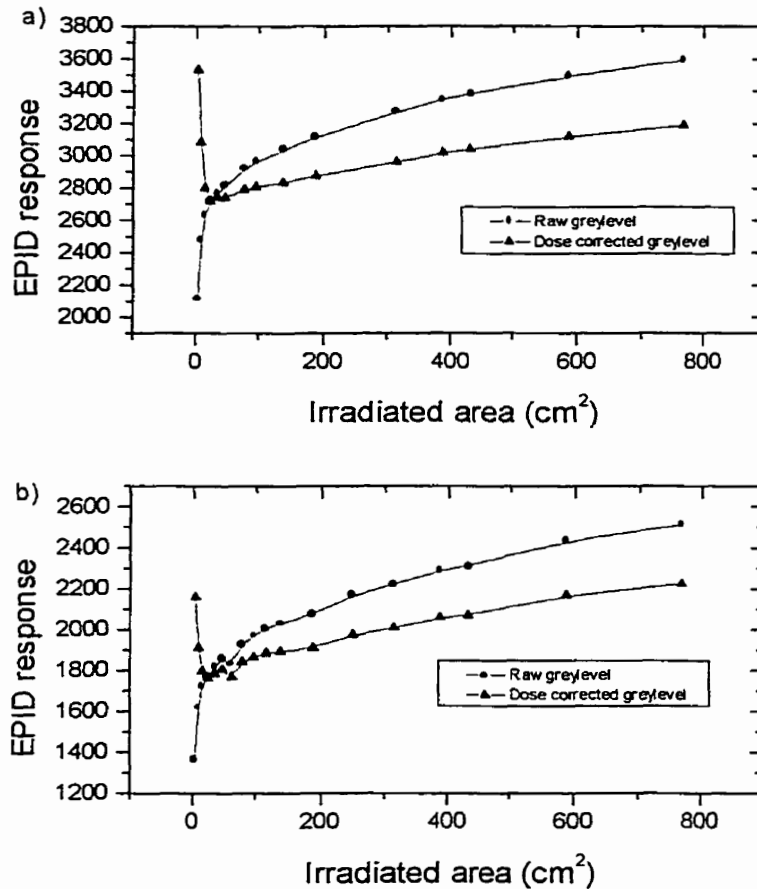 a)
3800
3600
3400
3200
3000
2800
2600
2400
2200
2000
EPID response
Raw greylevel
Dose corrected greylevel
0 200 400 600 800
Irradiated area (cm²)
b)
2600
2400
2200
2000
1800
1600
1400
1200
EPID response
Raw greylevel
Dose corrected greylevel
0 200 400 600 800
Irradiated area (cm²)